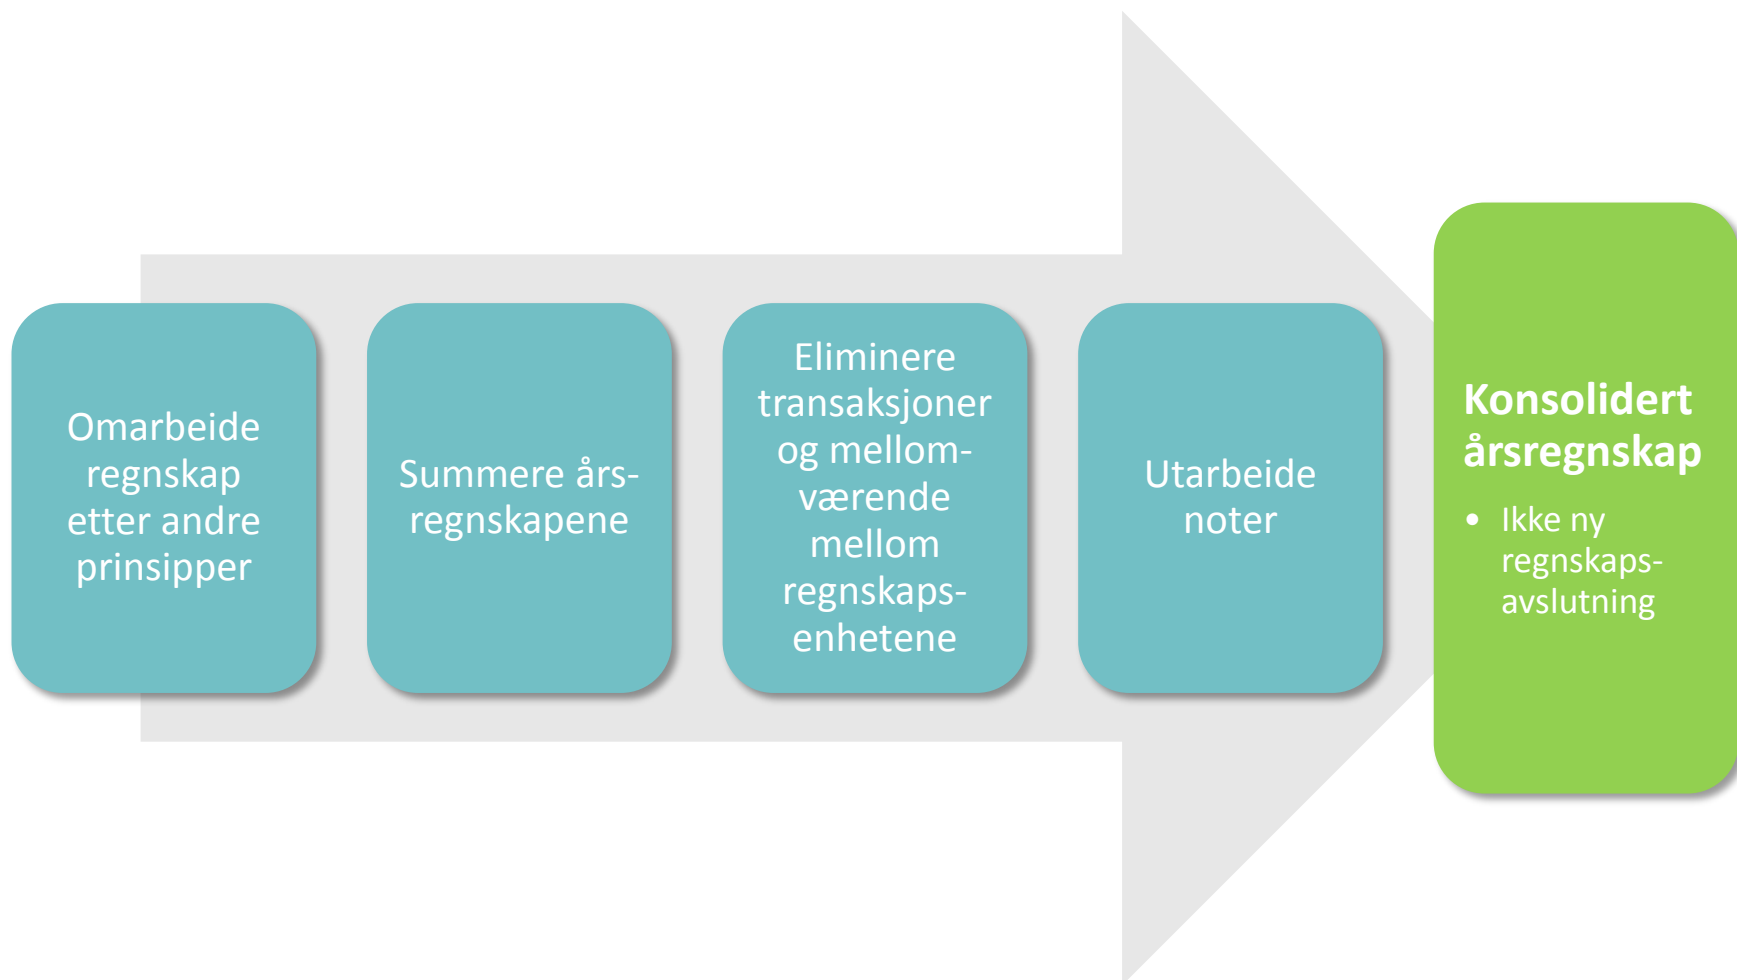 Omarbeide
regnskap
etter andre
prinsipper
Summere års-
regnskapene
Eliminere
transaksjoner
og mellom-
værende
mellom
regnskaps-
enhetene
Utarbeide
noter
Konsolidert
årsregnskap
• Ikke ny
regnskaps-
avslutning